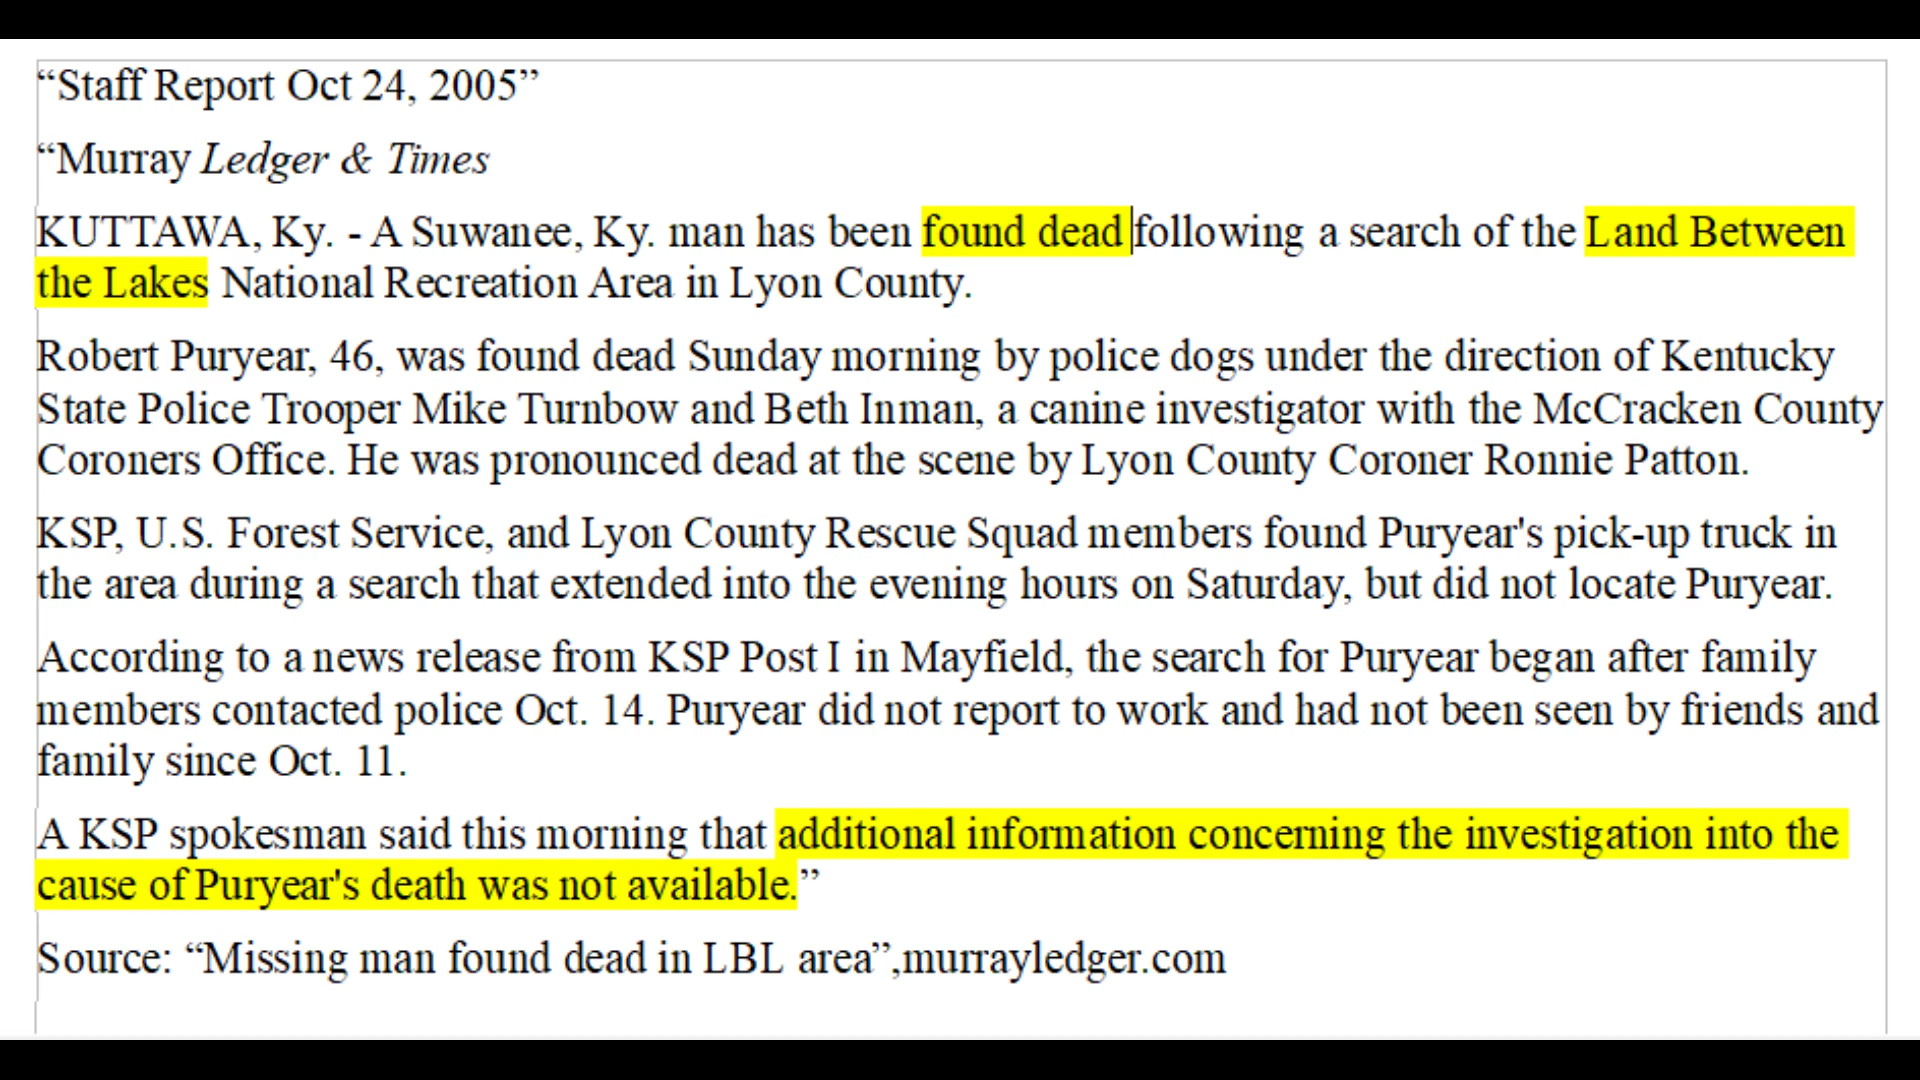 “Staff Report Oct 24, 2005”
“Murray Ledger & Times
KUTTAWA, Ky. - A Suwanee, Ky. man has been found dead following a search of the Land Between
the Lakes National Recreation Area in Lyon County.
Robert Puryear, 46, was found dead Sunday morning by police dogs under the direction of Kentucky
State Police Trooper Mike Turnbow and Beth Inman, a canine investigator with the McCracken County
Coroners Office. He was pronounced dead at the scene by Lyon County Coroner Ronnie Patton.
KSP, U.S. Forest Service, and Lyon County Rescue Squad members found Puryear's pick-up truck in
the area during a search that extended into the evening hours on Saturday, but did not locate Puryear.
According to a news release from KSP Post I in Mayfield, the search for Puryear began after family
members contacted police Oct. 14. Puryear did not report to work and had not been seen by friends and
family since Oct. 11.
A KSP spokesman said this morning that additional information concerning the investigation into the
cause of Puryear's death was not available.”
Source: “Missing man found dead in LBL area”,murrayledger.com